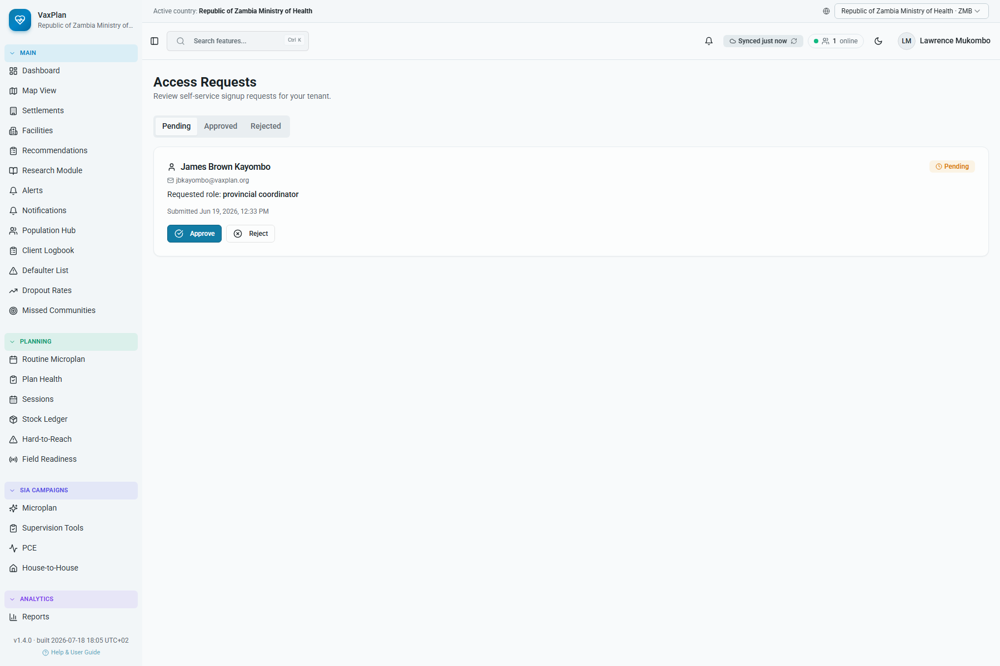 VaxPlan
Republic of Zambia Ministry of...
MAIN
Dashboard
Map View
Settlements
Facilities
Recommendations
Research Module
Alerts
Notifications
Population Hub
Client Logbook
Defaulter List
Dropout Rates
Missed Communities
PLANNING
Routine Microplan
Plan Health
Sessions
Stock Ledger
Hard-to-Reach
Field Readiness
SIA CAMPAIGNS
Microplan
Supervision Tools
PCE
House-to-House
ANALYTICS
Reports
v1.4.0 · built 2026-07-18 18:05 UTC+02
Help & User Guide
Active country: Republic of Zambia Ministry of Health
Republic of Zambia Ministry of Health · ZMB
Search features... Ctrl K
Synced just now
1 online
LM Lawrence Mukombo
Access Requests
Review self-service signup requests for your tenant.
Pending Approved Rejected
James Brown Kayombo
Pending
jbkayombo@vaxplan.org
Requested role: provincial coordinator
Submitted Jun 19, 2026, 12:33 PM
Approve Reject